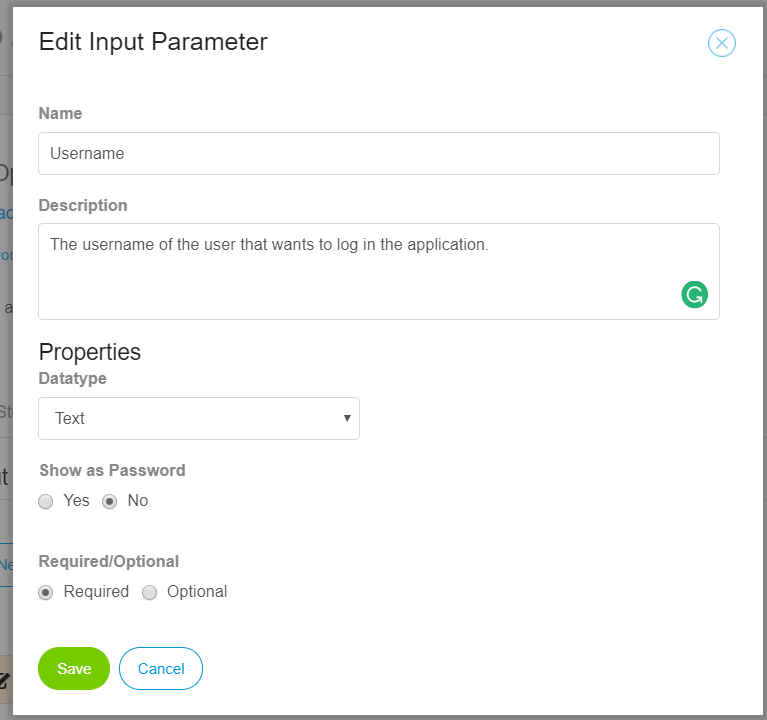 Edit Input Parameter
Name
Username
Description
The username of the user that wants to log in the application.
Properties
Datatype
Text
Show as Password
Yes No
Required/Optional
Required Optional
Save Cancel